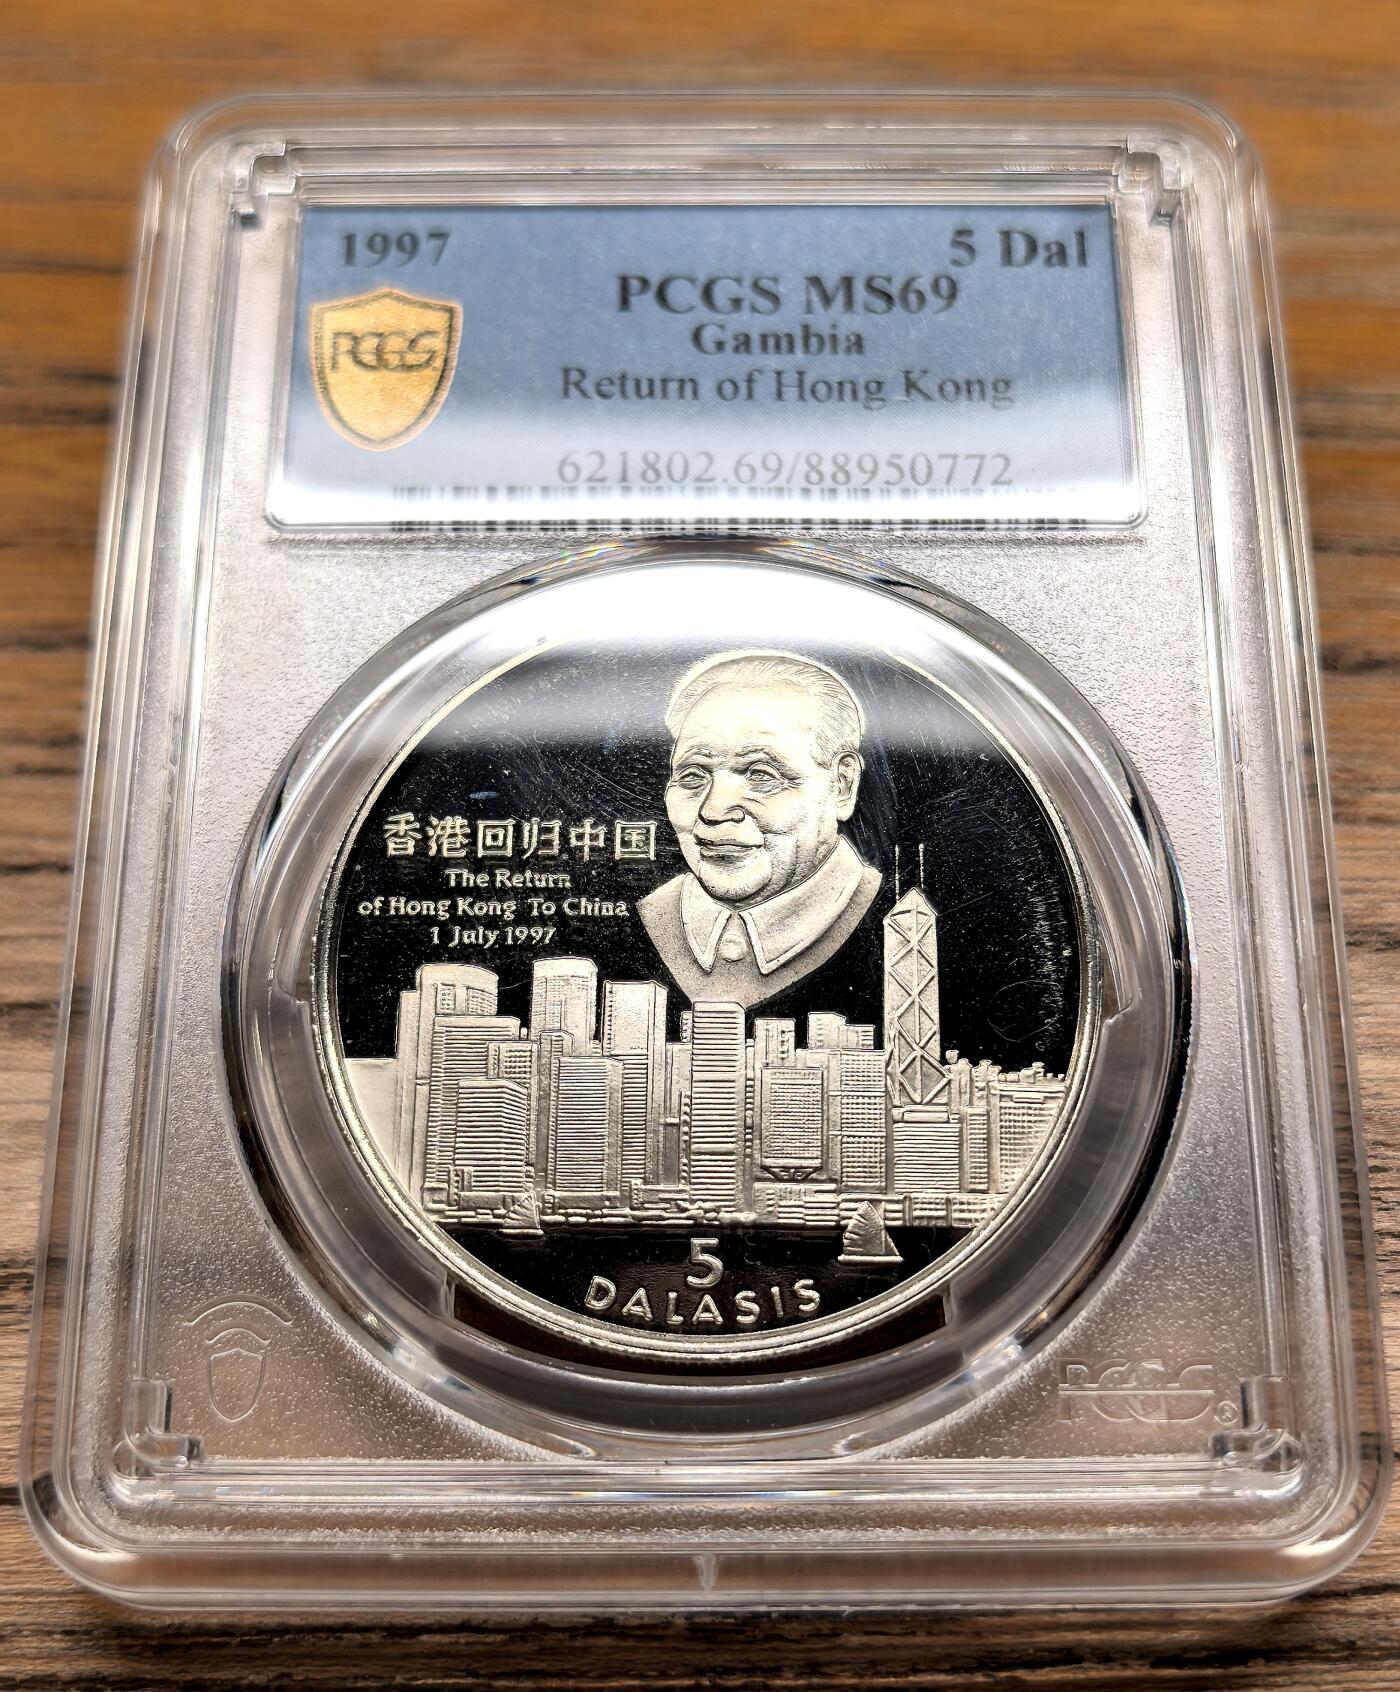 1997
5 Dal
PCGS MS69
Gambia
Return of Hong Kong
621802.69/88950772
PCGS
香港回归中国
The Return
of Hong Kong To China
1 July 1997
5
DALASIS
PCGS®